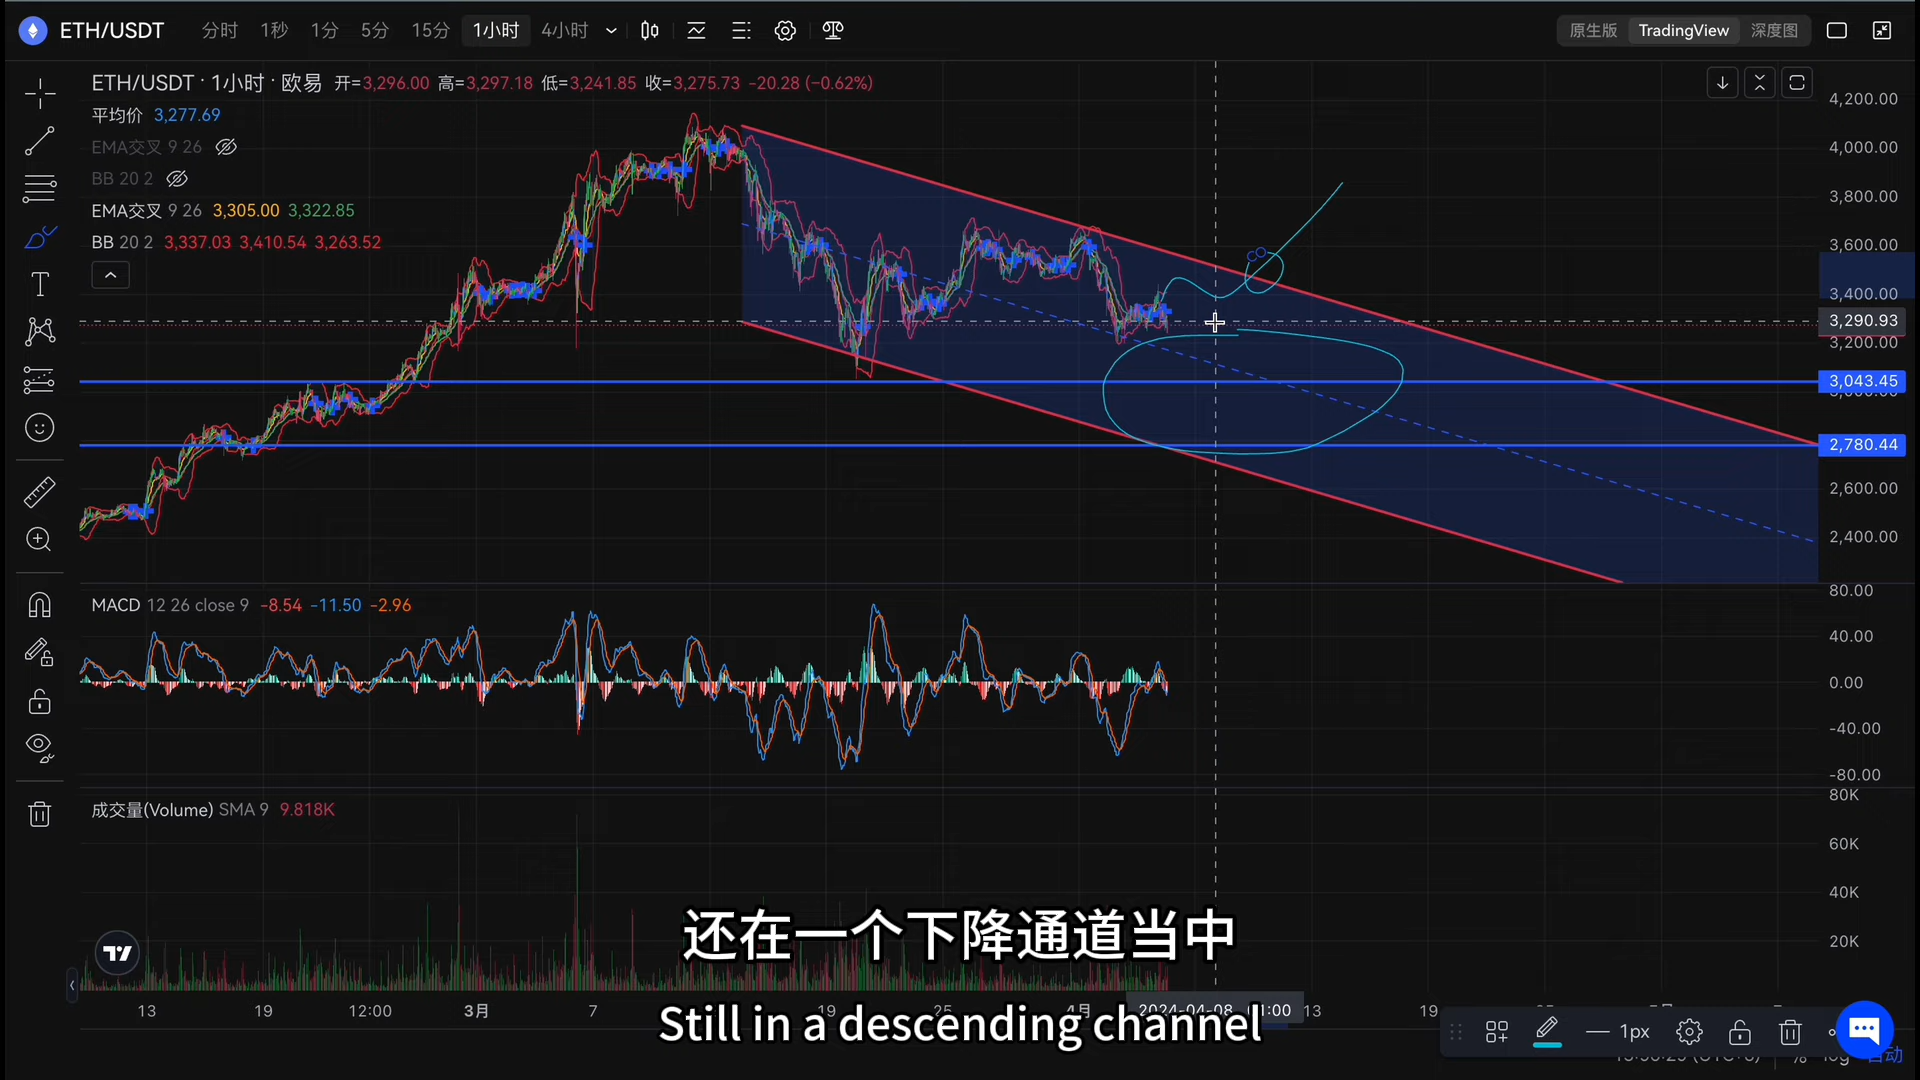 ETH/USDT 分时 1秒 1分 5分 15分 1小时 4小时 原生版 TradingView 深度图
ETH/USDT · 1小时 · 欧易 开=3,296.00 高=3,297.18 低=3,241.85 收=3,275.73 -20.28 (−0.62%)
平均价 3,277.69
EMA交叉 9 26
BB 20 2
EMA交叉 9 26 3,305.00 3,322.85
BB 20 2 3,337.03 3,410.54 3,263.52
4,200.00
4,000.00
3,800.00
3,600.00
3,400.00
3,290.93
3,200.00
3,043.45
2,780.44
2,600.00
2,400.00
MACD 12 26 close 9 -8.54 -11.50 -2.96
80.00
40.00
0.00
-40.00
-80.00
成交量(Volume) SMA 9 9.818K
80K
60K
40K
20K
还在一个下降通道当中
13 19 12:00 3月 7 19 25 4月 2024-04-08 13 19
Still in a descending channel
1px
自动